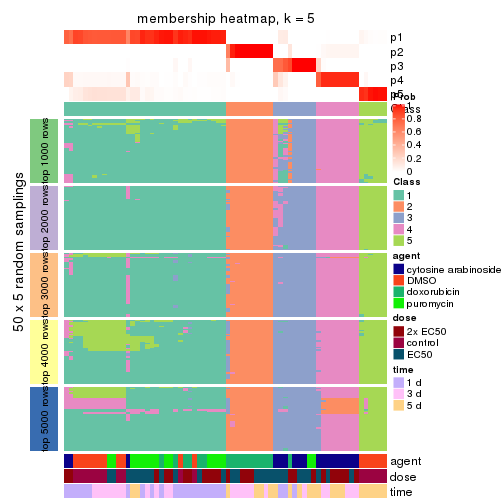 membership heatmap, k = 5
p1
p2
p3
p4
p5
Prob
1
0.8
0.6
0.4
0.2
0
Class
Class
1
2
3
4
5
agent
cytosine arabinoside
DMSO
doxorubicin
puromycin
dose
2x EC50
control
EC50
time
1 d
3 d
5 d
50 x 5 random samplings
top 1000 rows
top 2000 rows
top 3000 rows
top 4000 rows
top 5000 rows
agent
dose
time